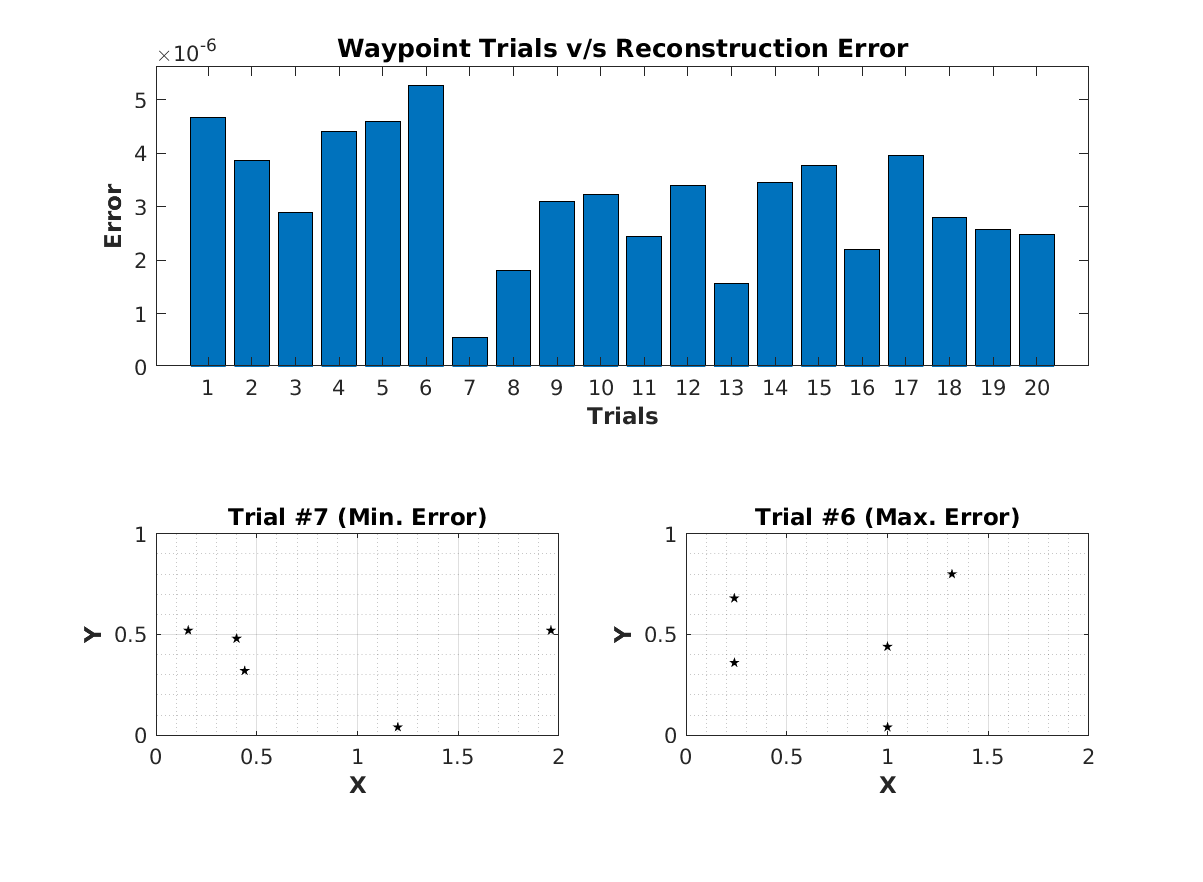 Waypoint Trials v/s Reconstruction Error
×10-6
5
4
3
2
1
0
Error
1 2 3 4 5 6 7 8 9 10 11 12 13 14 15 16 17 18 19 20
Trials
Trial #7 (Min. Error)
1
0.5
0
Y
0 0.5 1 1.5 2
X
Trial #6 (Max. Error)
1
0.5
0
Y
0 0.5 1 1.5 2
X